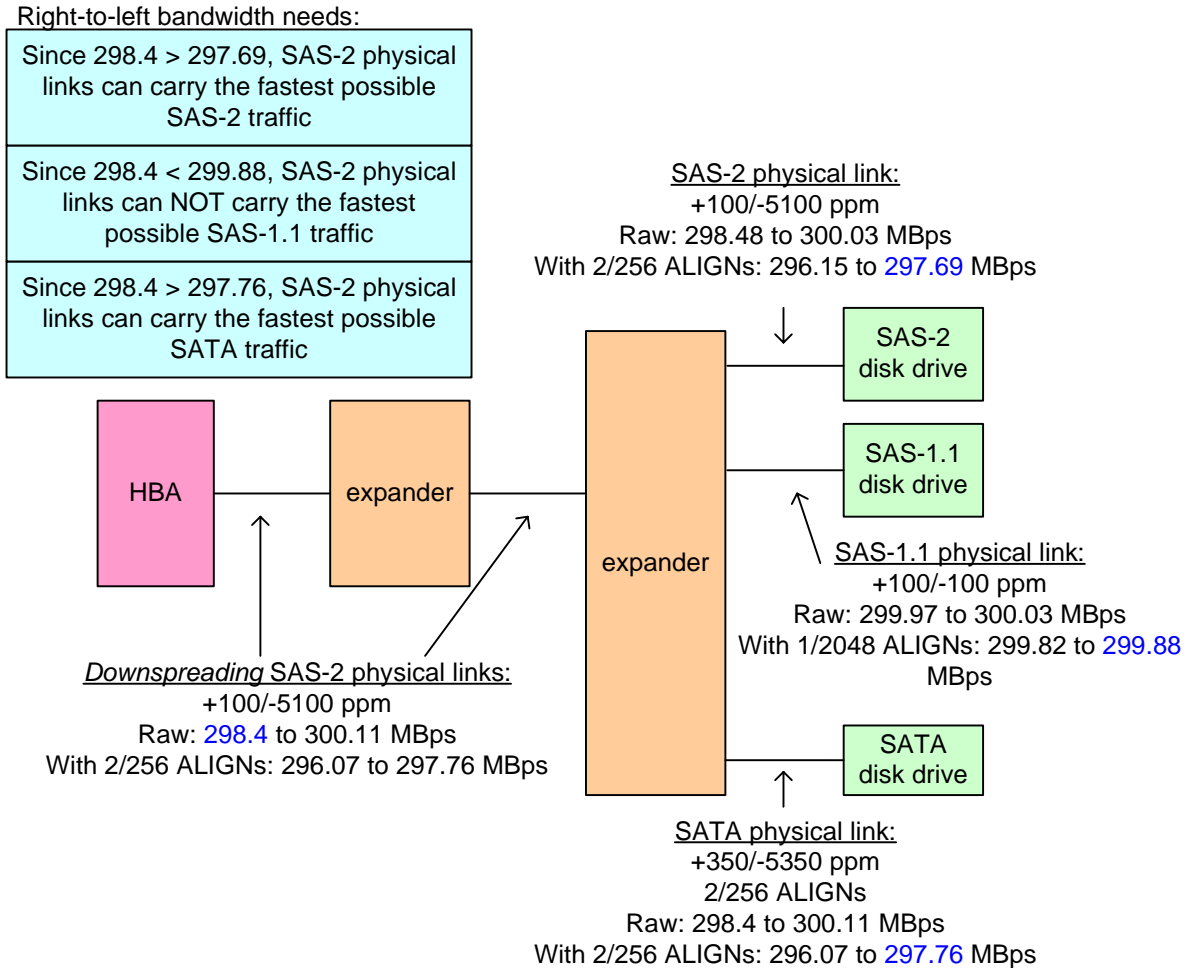 Right-to-left bandwidth needs:
Since 298.4 > 297.69, SAS-2 physical
links can carry the fastest possible
SAS-2 traffic
Since 298.4 < 299.88, SAS-2 physical
links can NOT carry the fastest
possible SAS-1.1 traffic
Since 298.4 > 297.76, SAS-2 physical
links can carry the fastest possible
SATA traffic
SAS-2 physical link:
+100/-5100 ppm
Raw: 298.48 to 300.03 MBps
With 2/256 ALIGNs: 296.15 to 297.69 MBps
SAS-2
disk drive
HBA
expander
expander
SAS-1.1
disk drive
SAS-1.1 physical link:
+100/-100 ppm
Raw: 299.97 to 300.03 MBps
With 1/2048 ALIGNs: 299.82 to 299.88
MBps
Downspreading SAS-2 physical links:
+100/-5100 ppm
Raw: 298.4 to 300.11 MBps
With 2/256 ALIGNs: 296.07 to 297.76 MBps
SATA
disk drive
SATA physical link:
+350/-5350 ppm
2/256 ALIGNs
Raw: 298.4 to 300.11 MBps
With 2/256 ALIGNs: 296.07 to 297.76 MBps